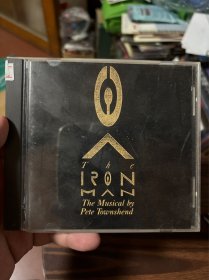 The
IRON
MAN
The Musical by
Pete Townshend